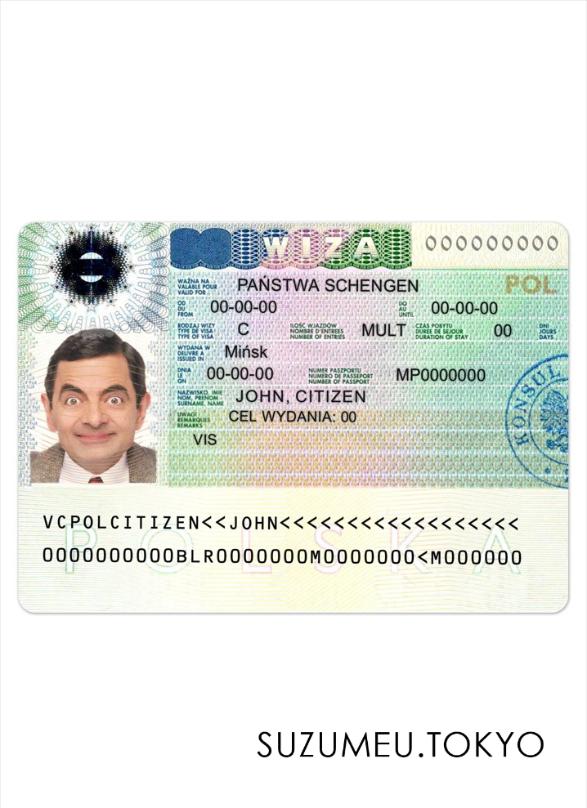 WIZA
000000000
POL
WAŻNA NA
VALABLE POUR
VALID FOR
PAŃSTWA SCHENGEN
OD
DU
FROM
00-00-00
DO
AU
UNTIL
00-00-00
RODZAJ WIZY
TYPE DE VISA
TYPE OF VISA
C
ILOŚĆ WJAZDÓW
NOMBRE D'ENTREES
NUMBER OF ENTRIES
MULT
CZAS POBYTU
DUREE DE SEJOUR
DURATION OF STAY
00
DNI
JOURS
DAYS
WYDANA W
DELIVRE A
ISSUED IN
Mińsk
DNIA
LE
ON
00-00-00
NUMER PASZPORTU
NUMERO DE PASSEPORT
NUMBER OF PASSPORT
MP0000000
NAZWISKO, IMIĘ
NOM, PRENOM
SURNAME, NAME
JOHN, CITIZEN
UWAGI
REMARQUES
REMARKS
CEL WYDANIA: 00
VIS
KONSUL
VCPOLCITIZEN<<JOHN<<<<<<<<<<<<<<<<<<<
0000000000BLR0000000M0000000<M000000
POLSKA
SUZUMEU.TOKYO